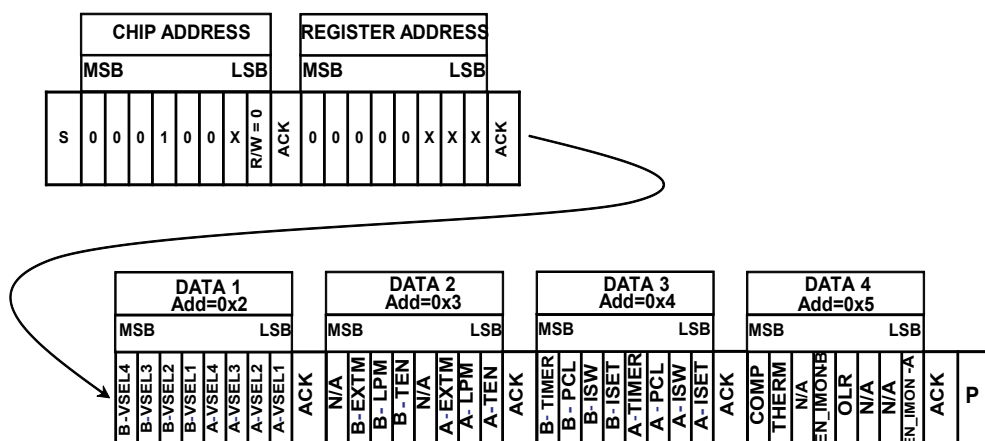 CHIP ADDRESS
REGISTER ADDRESS
MSB LSB
MSB LSB
S 0 0 0 1 0 0 X R/W = 0 ACK 0 0 0 0 0 X X X ACK
DATA 1
Add=0x2
DATA 2
Add=0x3
DATA 3
Add=0x4
DATA 4
Add=0x5
MSB LSB
MSB LSB
MSB LSB
MSB LSB
B-VSEL4
B-VSEL3
B-VSEL2
B-VSEL1
A-VSEL4
A-VSEL3
A-VSEL2
A-VSEL1
ACK
N/A
B-EXTM
B-LPM
B-TEN
N/A
A-EXTM
A-LPM
A-TEN
ACK
B-TIMER
B-PCL
B-ISW
B-ISET
A-TIMER
A-PCL
A-ISW
A-ISET
ACK
COMP
THERM
N/A
EN_IMON-B
OLR
N/A
N/A
EN_IMON-A
ACK
P